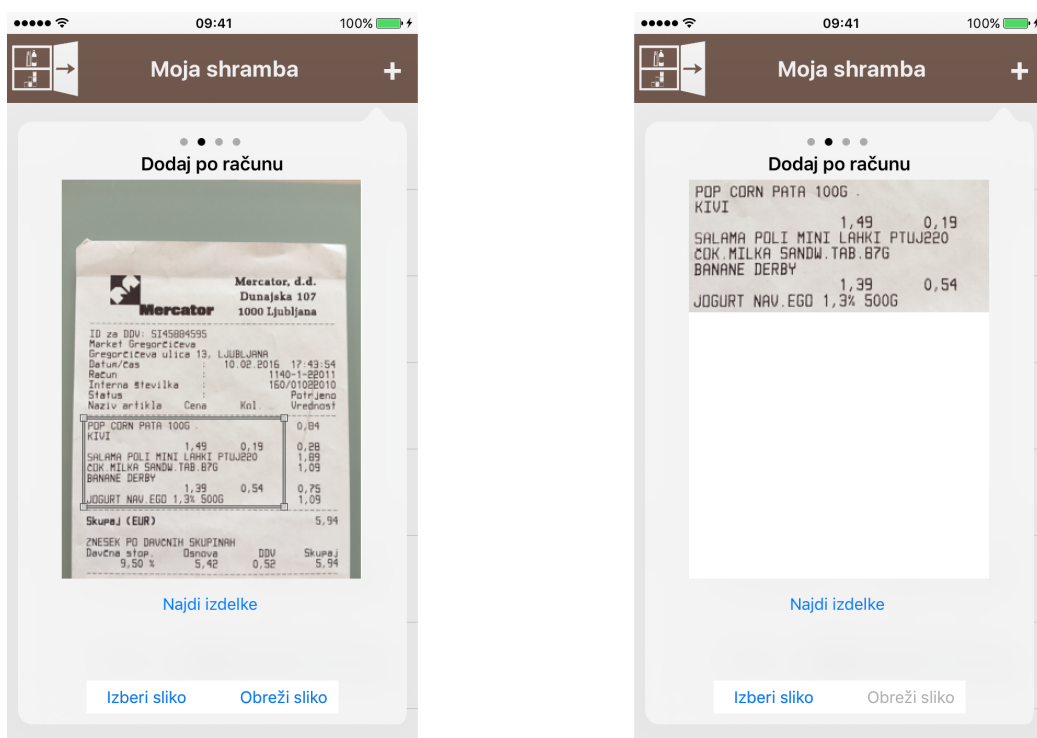 09:41
100%
Moja shramba
+
Dodaj po računu
Mercator
Mercator, d.d.
Dunajska 107
1000 Ljubljana
ID za DDV: SI45884595
Market Gregorčičeva
Gregorčičeva ulica 13, LJUBLJANA
Datum/čas : 10.02.2016 17:43:54
Račun : 1140-1-22011
Interna številka : 160/01022010
Status : Potrjeno
Naziv artikla Cena Kol. Vrednost
POP CORN PATA 100G . 0,84
KIVI
1,49 0,19 0,28
SALAMA POLI MINI LAHKI PTUJ220 1,89
ČOK.MILKA SANDW.TAB.87G 1,09
BANANE DERBY
1,39 0,54 0,75
JOGURT NAV.EGO 1,3% 500G 1,09
Skupaj (EUR) 5,94
ZNESEK PO DAVČNIH SKUPINAH
Davčna stop. Osnova DDV Skupaj
9,50 % 5,42 0,52 5,94
Najdi izdelke
Izberi sliko Obreži sliko
09:41
100%
Moja shramba
+
Dodaj po računu
POP CORN PATA 100G .
KIVI
1,49 0,19
SALAMA POLI MINI LAHKI PTUJ220
ČOK.MILKA SANDW.TAB.87G
BANANE DERBY
1,39 0,54
JOGURT NAV.EGO 1,3% 500G
Najdi izdelke
Izberi sliko Obreži sliko